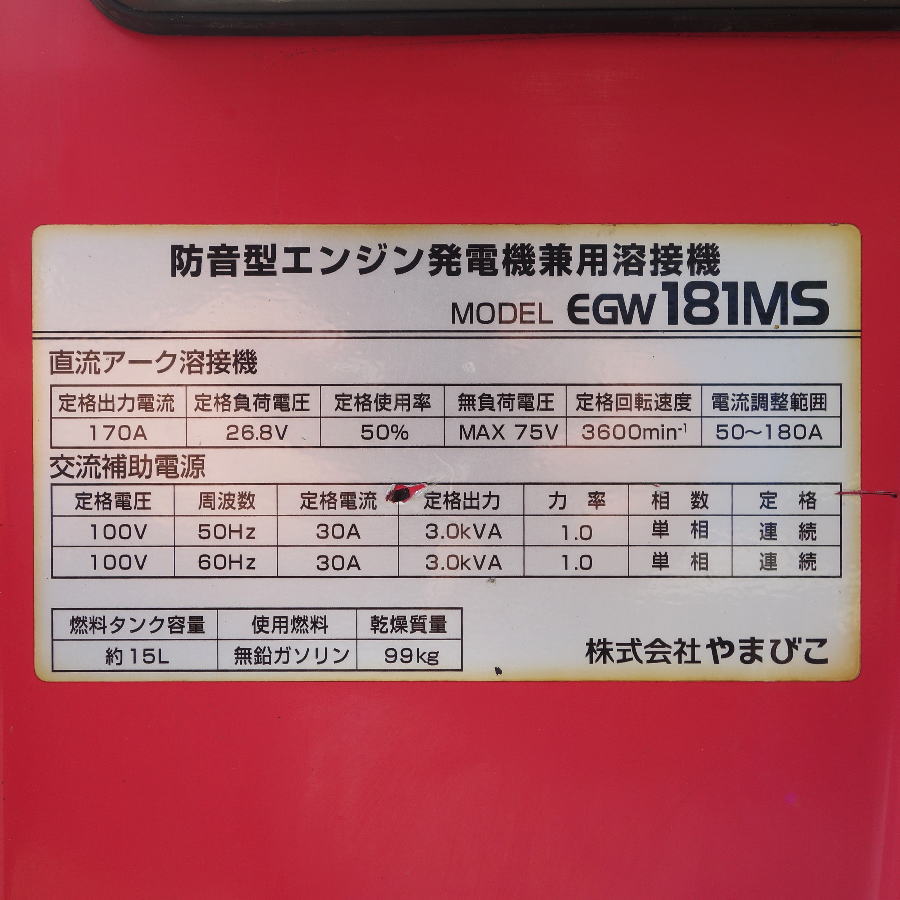 防音型エンジン発電機兼用溶接機
MODEL EGW181MS
直流アーク溶接機
定格出力電流 定格負荷電圧 定格使用率 無負荷電圧 定格回転速度 電流調整範囲
170A 26.8V 50% MAX 75V 3600min⁻¹ 50〜180A
交流補助電源
定格電圧 周波数 定格電流 定格出力 力 率 相 数 定 格
100V 50Hz 30A 3.0kVA 1.0 単 相 連 続
100V 60Hz 30A 3.0kVA 1.0 単 相 連 続
燃料タンク容量 使用燃料 乾燥質量
約15L 無鉛ガソリン 99kg
株式会社やまびこ